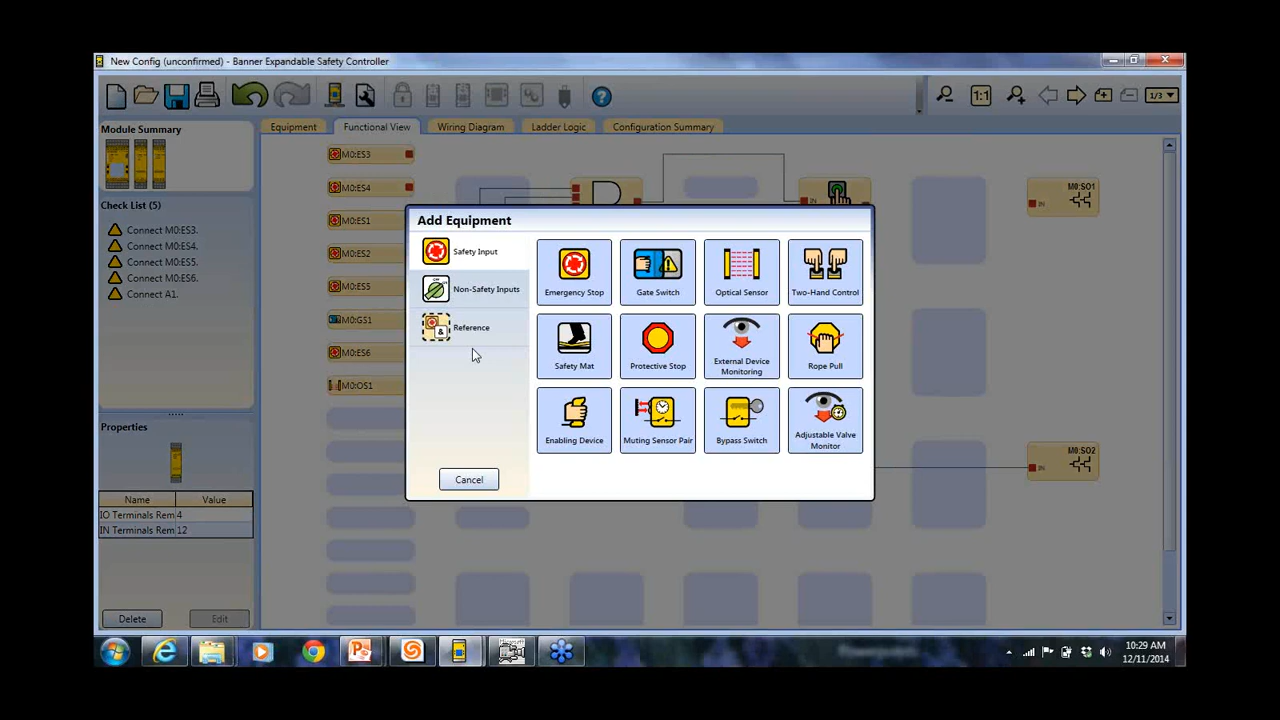 New Config (unconfirmed) - Banner Expandable Safety Controller
1:1
1/3
Module Summary
Equipment
Functional View
Wiring Diagram
Ladder Logic
Configuration Summary
Check List (5)
Connect M0:ES3.
Connect M0:ES4.
Connect M0:ES5.
Connect M0:ES6.
Connect A1.
Properties
Name
Value
IO Terminals Rem
4
IN Terminals Rem
12
Delete
Edit
M0:ES3
M0:ES4
M0:ES1
M0:ES2
M0:ES5
M0:GS1
M0:ES6
M0:OS1
IN
M0:SO1
IN
M0:SO2
IN
Add Equipment
Safety Input
Non-Safety Inputs
Reference
&
Cancel
Emergency Stop
Gate Switch
Optical Sensor
Two-Hand Control
Safety Mat
Protective Stop
External Device
Monitoring
Rope Pull
Enabling Device
Muting Sensor Pair
Bypass Switch
Adjustable Valve
Monitor
10:29 AM
12/11/2014